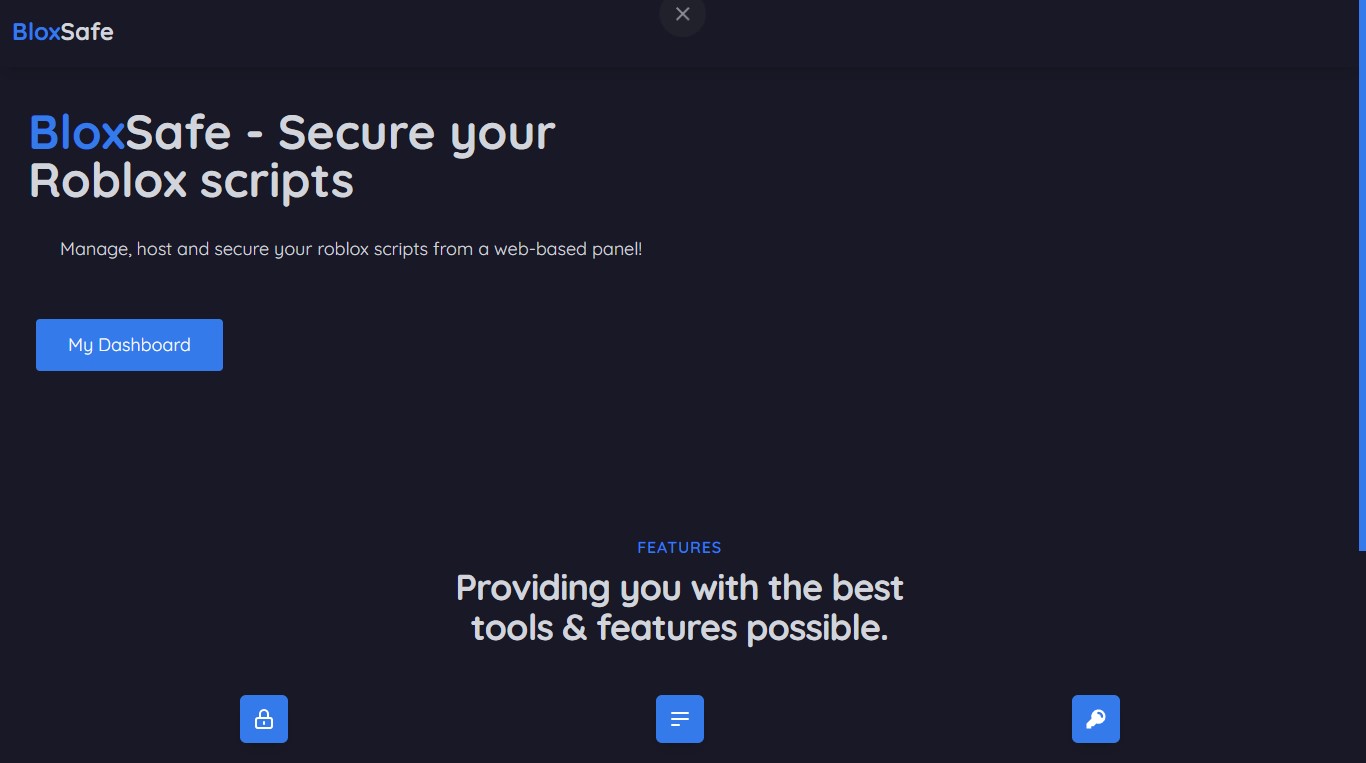 BloxSafe
BloxSafe - Secure your
Roblox scripts
Manage, host and secure your roblox scripts from a web-based panel!
My Dashboard
FEATURES
Providing you with the best
tools & features possible.